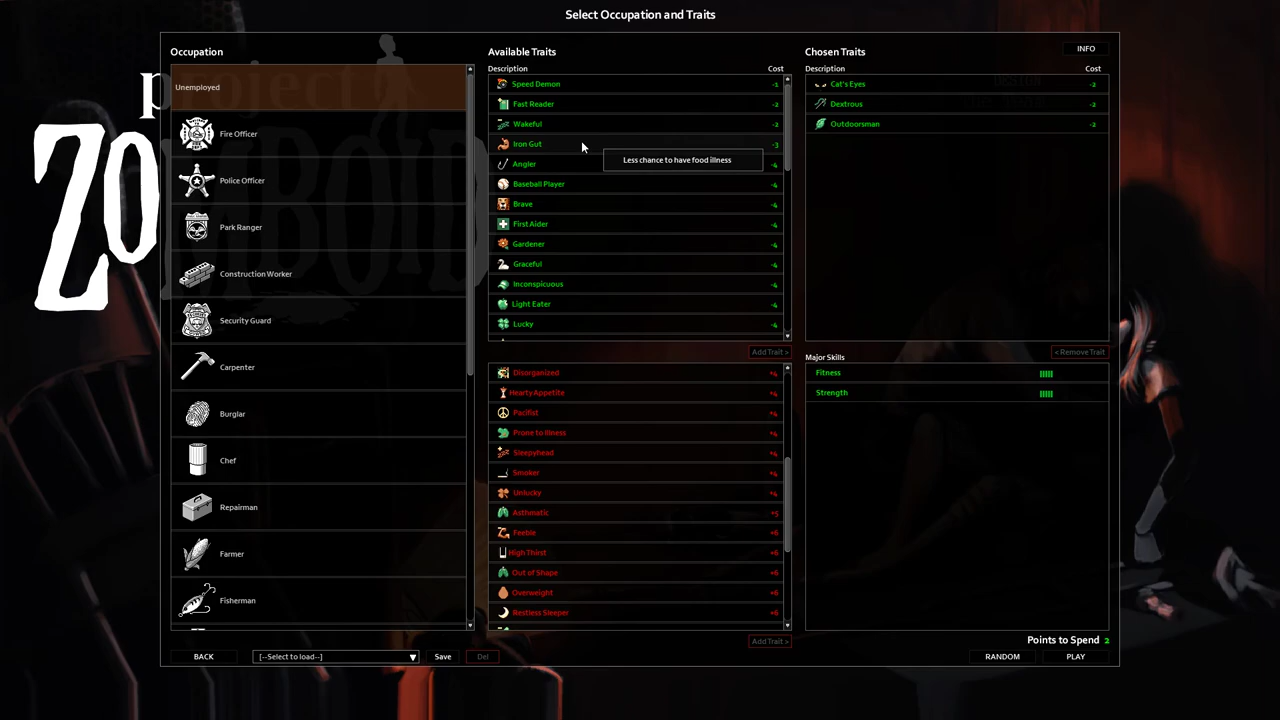 Select Occupation and Traits
Occupation
Unemployed
Fire Officer
Police Officer
Park Ranger
Construction Worker
Security Guard
Carpenter
Burglar
Chef
Repairman
Farmer
Fisherman
Available Traits
Description Cost
Speed Demon -1
Fast Reader -2
Wakeful -2
Iron Gut -3
Less chance to have food illness
Angler -4
Baseball Player -4
Brave -4
First Aider -4
Gardener -4
Graceful -4
Inconspicuous -4
Light Eater -4
Lucky -4
Add Trait >
Disorganized +4
Hearty Appetite +4
Pacifist +4
Prone to Illness +4
Sleepyhead +4
Smoker +4
Unlucky +4
Asthmatic +5
Feeble +6
High Thirst +6
Out of Shape +6
Overweight +6
Restless Sleeper +6
Add Trait >
Chosen Traits
INFO
Description Cost
Cat's Eyes -2
Dextrous -2
Outdoorsman -2
< Remove Trait
Major Skills
Fitness
Strength
Points to Spend 2
BACK
[--Select to load--]
Save
Del
RANDOM
PLAY
project
ZOMBOID